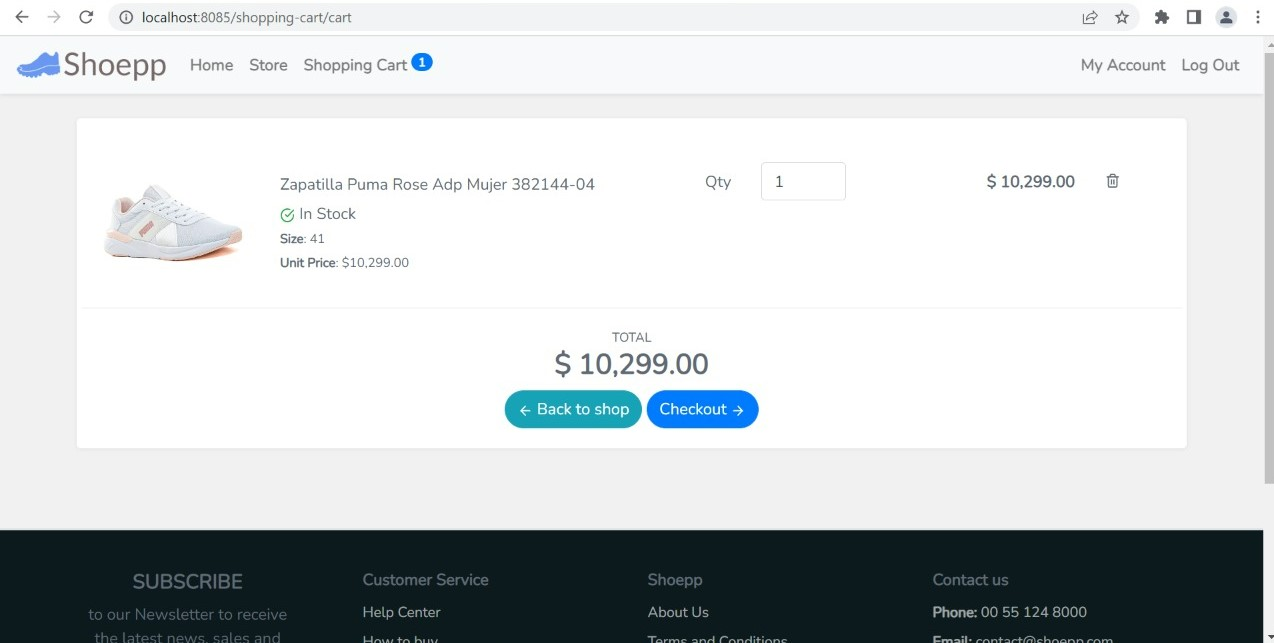 localhost:8085/shopping-cart/cart
Shoepp Home Store Shopping Cart 1 My Account Log Out
Zapatilla Puma Rose Adp Mujer 382144-04 Qty 1 $ 10,299.00
In Stock
Size: 41
Unit Price: $10,299.00
PUMA
TOTAL
$ 10,299.00
← Back to shop Checkout →
SUBSCRIBE
to our Newsletter to receive
the latest news, sales and
Customer Service
Help Center
How to buy
Shoepp
About Us
Terms and Conditions
Contact us
Phone: 00 55 124 8000
Email: contact@shoepp.com